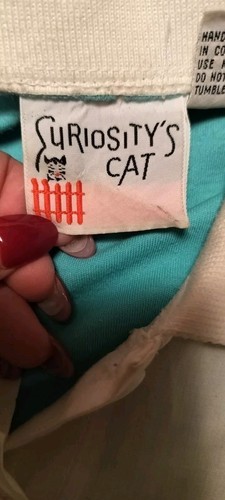 CURIOSITY'S
CAT
HAND
IN CO
USE N
DO NOT
TUMBLE